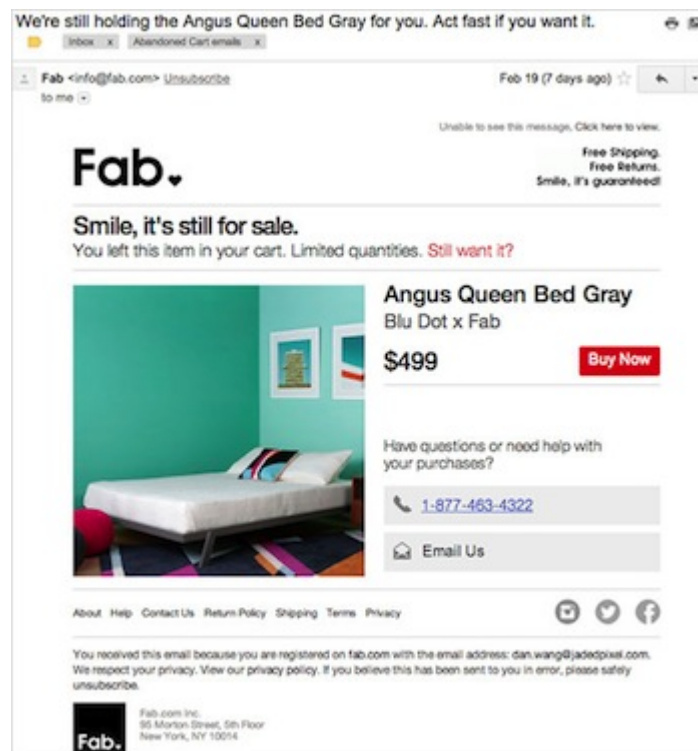 We're still holding the Angus Queen Bed Gray for you. Act fast if you want it.
Inbox x Abandoned Cart emails x
Fab <info@fab.com> Unsubscribe Feb 19 (7 days ago)
to me
Unable to see this message, Click here to view.
Fab.
Free Shipping.
Free Returns.
Smile, it's guaranteed!
Smile, it's still for sale.
You left this item in your cart. Limited quantities. Still want it?
Angus Queen Bed Gray
Blu Dot x Fab
$499 Buy Now
Have questions or need help with
your purchases?
1-877-463-4322
Email Us
About Help Contact Us Return Policy Shipping Terms Privacy
You received this email because you are registered on fab.com with the email address: dan.wang@jadedpixel.com.
We respect your privacy. View our privacy policy. If you believe this has been sent to you in error, please safely
unsubscribe.
Fab.
Fab.com Inc.
95 Morton Street, 5th Floor
New York, NY 10014